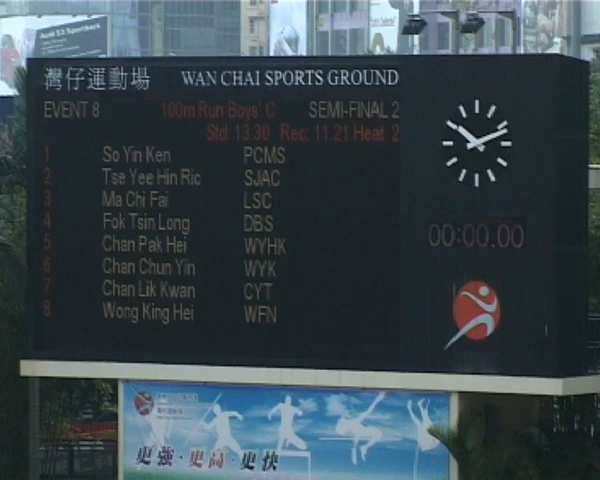 Audi S3 Sportback
灣仔運動場 WAN CHAI SPORTS GROUND
EVENT 8 100m Run Boys' C SEMI-FINAL 2
Std: 13.30 Rec: 11.21 Heat: 2
1 So Yin Ken PCMS
2 Tse Yee Hin Ric SJAC
3 Ma Chi Fai LSC
4 Fok Tsin Long DBS
5 Chan Pak Hei WYHK
6 Chan Chun Yin WYK
7 Chan Lik Kwan CYT
8 Wong King Hei WFN
00:00.00
更強·更高·更快